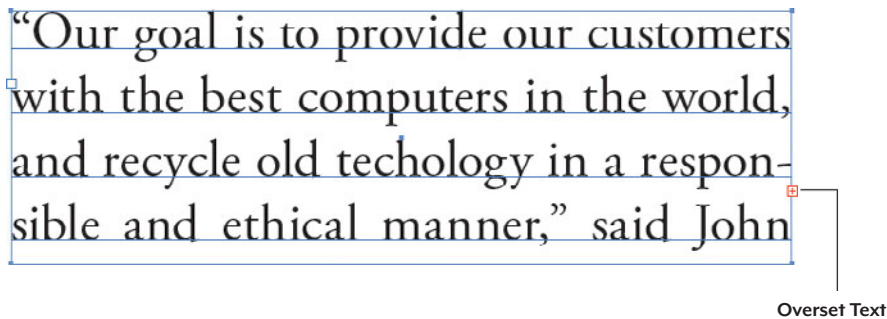 “Our goal is to provide our customers
with the best computers in the world,
and recycle old techology in a respon-
sible and ethical manner,” said John
Overset Text